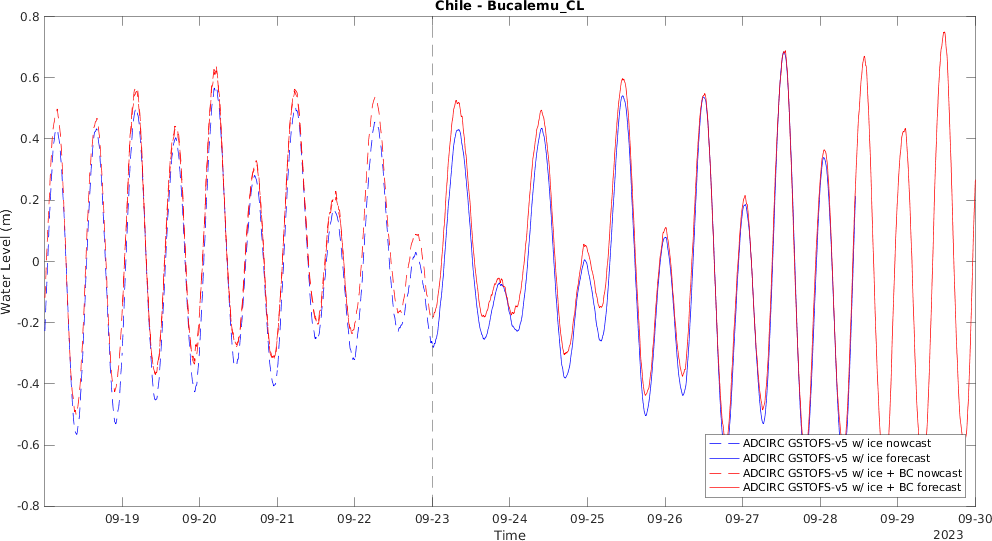 Chile - Bucalemu_CL
0.8
0.6
0.4
0.2
0
-0.2
-0.4
-0.6
-0.8
Water Level (m)
ADCIRC GSTOFS-v5 w/ ice nowcast
ADCIRC GSTOFS-v5 w/ ice forecast
ADCIRC GSTOFS-v5 w/ ice + BC nowcast
ADCIRC GSTOFS-v5 w/ ice + BC forecast
09-19 09-20 09-21 09-22 09-23 09-24 09-25 09-26 09-27 09-28 09-29 09-30
Time
2023